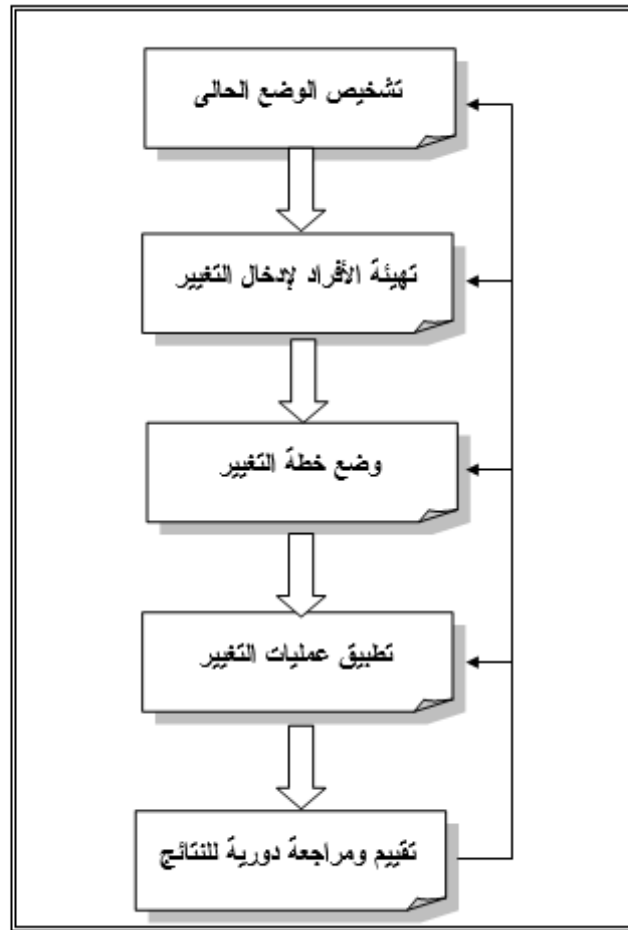 تشخيص الوضع الحالى
تهيئة الأفراد لإدخال التغيير
وضع خطة التغيير
تطبيق عمليات التغيير
تقييم ومراجعة دورية للنتائج